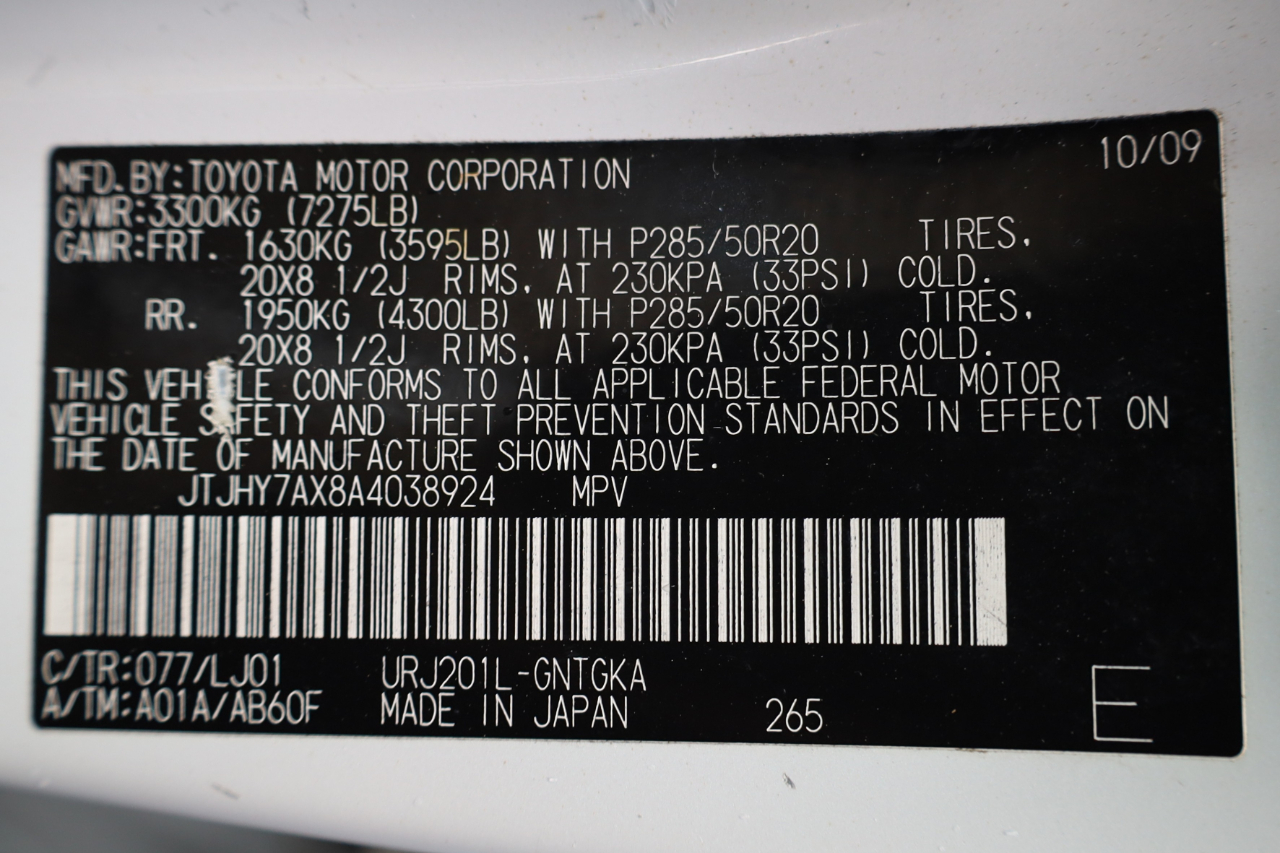 10/09
MFD. BY: TOYOTA MOTOR CORPORATION
GVWR: 3300KG (7275LB)
GAWR: FRT. 1630KG (3595LB) WITH P285/50R20 TIRES,
20X8 1/2J RIMS, AT 230KPA (33PSI) COLD.
RR. 1950KG (4300LB) WITH P285/50R20 TIRES,
20X8 1/2J RIMS, AT 230KPA (33PSI) COLD.
THIS VEHICLE CONFORMS TO ALL APPLICABLE FEDERAL MOTOR
VEHICLE SAFETY AND THEFT PREVENTION STANDARDS IN EFFECT ON
THE DATE OF MANUFACTURE SHOWN ABOVE.
JTJHY7AX8A4038924 MPV
C/TR: 077/LJ01 URJ201L-GNTGKA
A/TM: A01A/AB60F MADE IN JAPAN 265 E